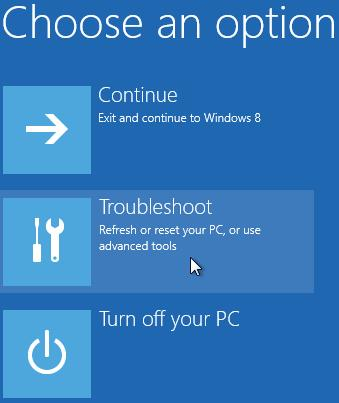 Choose an option
Continue
Exit and continue to Windows 8
Troubleshoot
Refresh or reset your PC, or use
advanced tools
Turn off your PC